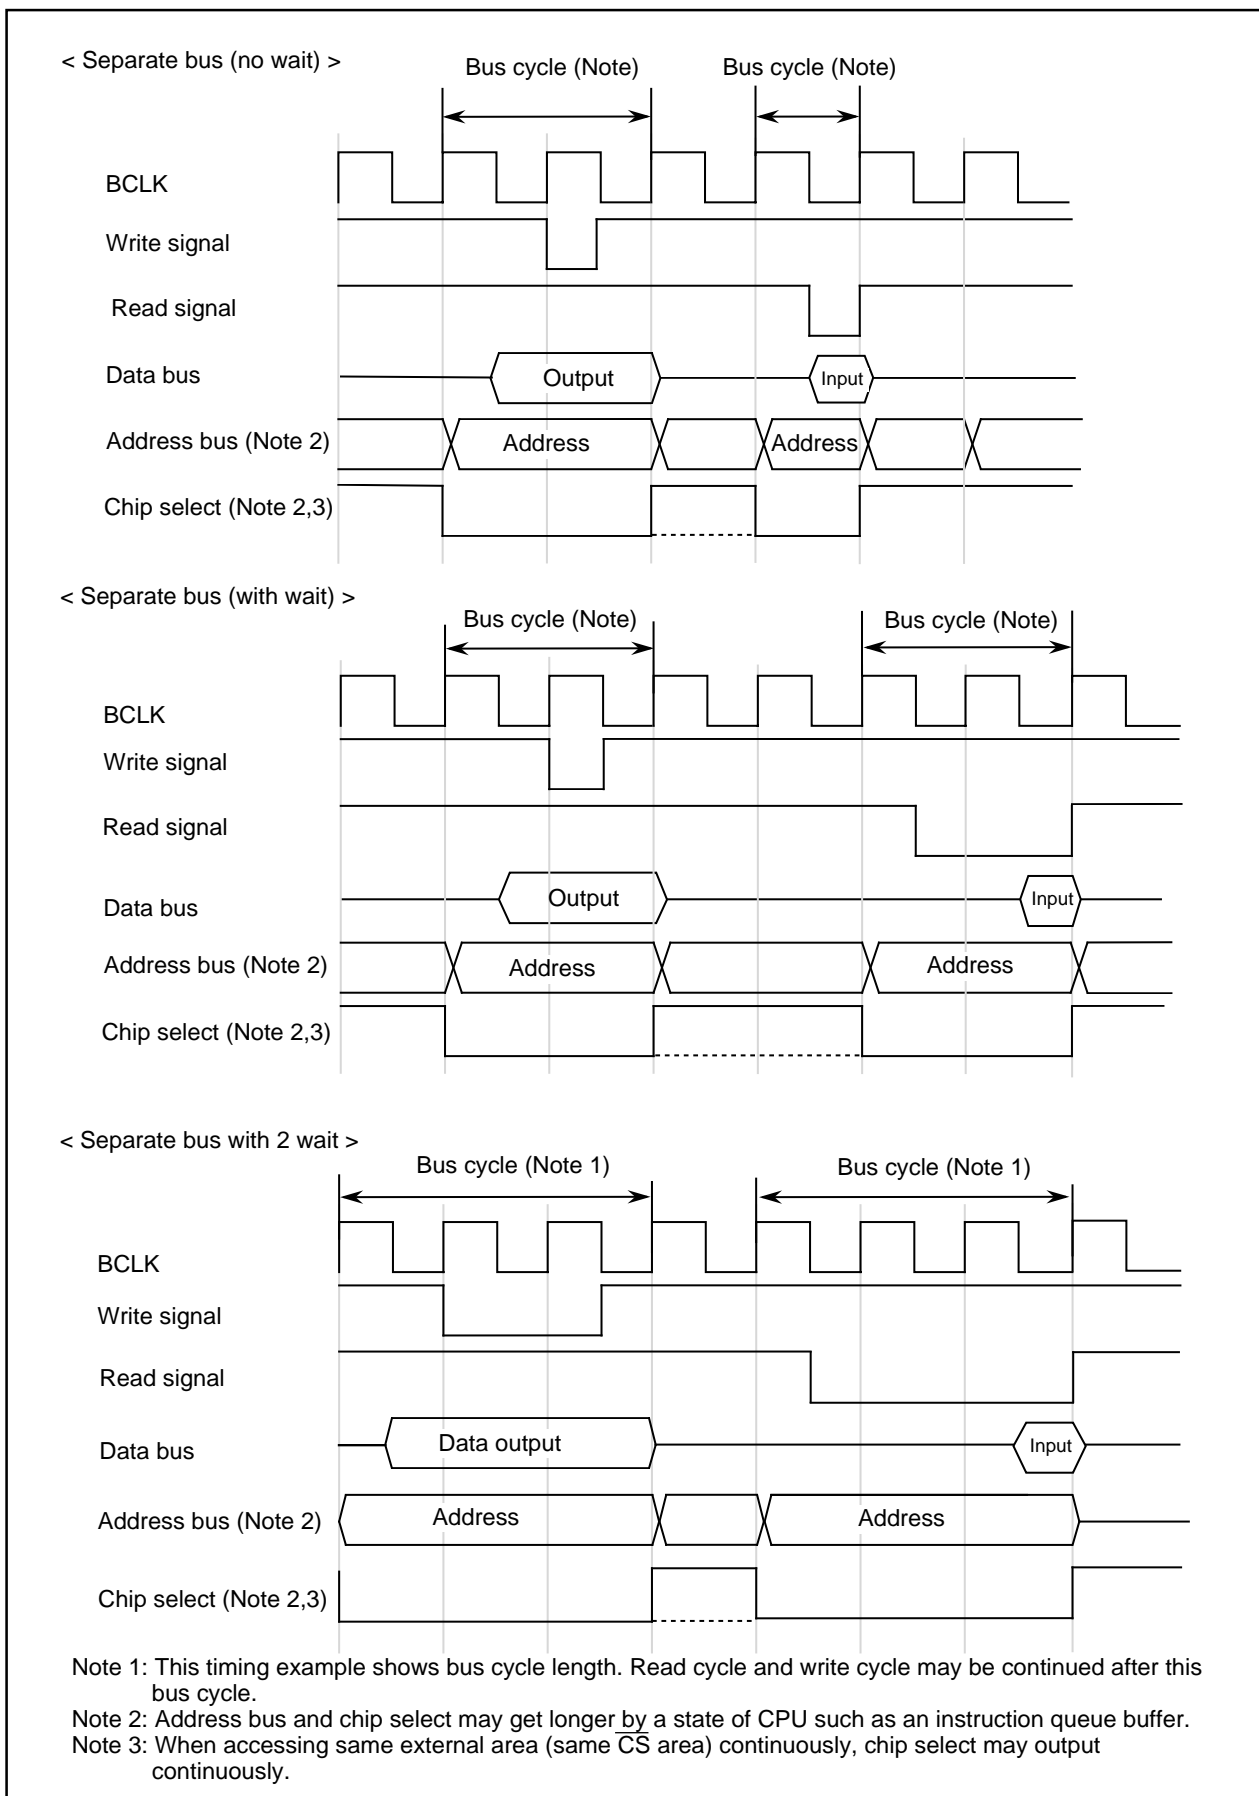 < Separate bus (no wait) >
Bus cycle (Note)
Bus cycle (Note)
BCLK
Write signal
Read signal
Data bus
Output
Input
Address bus (Note 2)
Address
Address
Chip select (Note 2,3)
< Separate bus (with wait) >
Bus cycle (Note)
Bus cycle (Note)
BCLK
Write signal
Read signal
Data bus
Output
Input
Address bus (Note 2)
Address
Address
Chip select (Note 2,3)
< Separate bus with 2 wait >
Bus cycle (Note 1)
Bus cycle (Note 1)
BCLK
Write signal
Read signal
Data bus
Data output
Input
Address bus (Note 2)
Address
Address
Chip select (Note 2,3)
Note 1: This timing example shows bus cycle length. Read cycle and write cycle may be continued after this
bus cycle.
Note 2: Address bus and chip select may get longer by a state of CPU such as an instruction queue buffer.
Note 3: When accessing same external area (same C̅S̅ area) continuously, chip select may output
continuously.